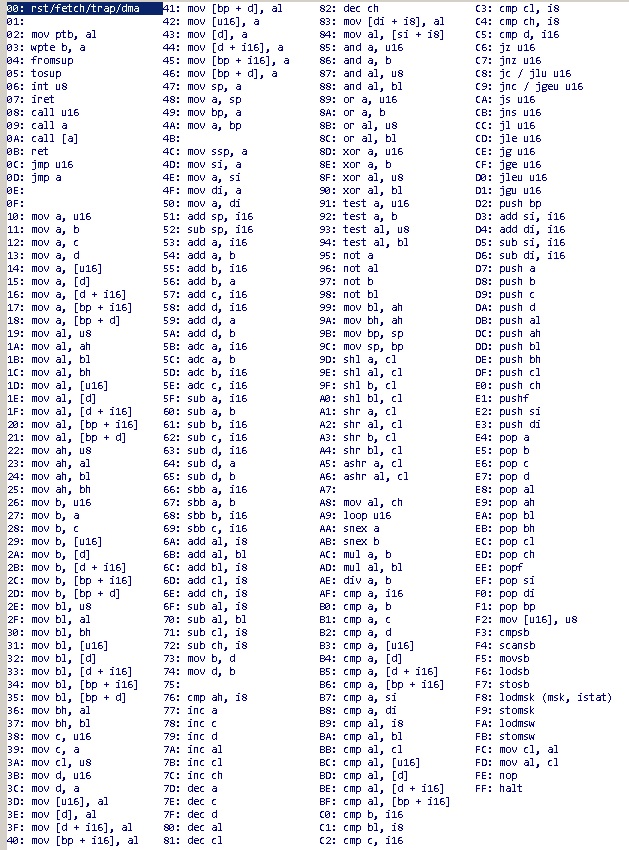 00: rst/fetch/trap/dma
01:
02: mov ptb, al
03: wpte b, a
04: fromsup
05: tosup
06: int u8
07: iret
08: call u16
09: call a
0A: call [a]
0B: ret
0C: jmp u16
0D: jmp a
0E:
0F:
10: mov a, u16
11: mov a, b
12: mov a, c
13: mov a, d
14: mov a, [u16]
15: mov a, [d]
16: mov a, [d + i16]
17: mov a, [bp + i16]
18: mov a, [bp + d]
19: mov al, u8
1A: mov al, ah
1B: mov al, bl
1C: mov al, bh
1D: mov al, [u16]
1E: mov al, [d]
1F: mov al, [d + i16]
20: mov al, [bp + i16]
21: mov al, [bp + d]
22: mov ah, u8
23: mov ah, al
24: mov ah, bl
25: mov ah, bh
26: mov b, u16
27: mov b, a
28: mov b, c
29: mov b, [u16]
2A: mov b, [d]
2B: mov b, [d + i16]
2C: mov b, [bp + i16]
2D: mov b, [bp + d]
2E: mov bl, u8
2F: mov bl, al
30: mov bl, bh
31: mov bl, [u16]
32: mov bl, [d]
33: mov bl, [d + i16]
34: mov bl, [bp + i16]
35: mov bl, [bp + d]
36: mov bh, al
37: mov bh, bl
38: mov c, u16
39: mov c, a
3A: mov cl, u8
3B: mov d, u16
3C: mov d, a
3D: mov [u16], al
3E: mov [d], al
3F: mov [d + i16], al
40: mov [bp + i16], al
41: mov [bp + d], al
42: mov [u16], a
43: mov [d], a
44: mov [d + i16], a
45: mov [bp + i16], a
46: mov [bp + d], a
47: mov sp, a
48: mov a, sp
49: mov bp, a
4A: mov a, bp
4B:
4C: mov ssp, a
4D: mov si, a
4E: mov a, si
4F: mov di, a
50: mov a, di
51: add sp, i16
52: sub sp, i16
53: add a, i16
54: add a, b
55: add b, i16
56: add b, a
57: add c, i16
58: add d, i16
59: add d, a
5A: add d, b
5B: adc a, i16
5C: adc a, b
5D: adc b, i16
5E: adc c, i16
5F: sub a, i16
60: sub a, b
61: sub b, i16
62: sub c, i16
63: sub d, i16
64: sub d, a
65: sub d, b
66: sbb a, i16
67: sbb a, b
68: sbb b, i16
69: sbb c, i16
6A: add al, i8
6B: add al, bl
6C: add bl, i8
6D: add cl, i8
6E: add ch, i8
6F: sub al, i8
70: sub al, bl
71: sub cl, i8
72: sub ch, i8
73: mov b, d
74: mov d, b
75:
76: cmp ah, i8
77: inc a
78: inc c
79: inc d
7A: inc al
7B: inc cl
7C: inc ch
7D: dec a
7E: dec c
7F: dec d
80: dec al
81: dec cl
82: dec ch
83: mov [di + i8], al
84: mov al, [si + i8]
85: and a, u16
86: and a, b
87: and al, u8
88: and al, bl
89: or a, u16
8A: or a, b
8B: or al, u8
8C: or al, bl
8D: xor a, u16
8E: xor a, b
8F: xor al, u8
90: xor al, bl
91: test a, u16
92: test a, b
93: test al, u8
94: test al, bl
95: not a
96: not al
97: not b
98: not bl
99: mov bl, ah
9A: mov bh, ah
9B: mov bp, sp
9C: mov sp, bp
9D: shl a, cl
9E: shl al, cl
9F: shl b, cl
A0: shl bl, cl
A1: shr a, cl
A2: shr al, cl
A3: shr b, cl
A4: shr bl, cl
A5: ashr a, cl
A6: ashr al, cl
A7:
A8: mov al, ch
A9: loop u16
AA: snex a
AB: snex b
AC: mul a, b
AD: mul al, bl
AE: div a, b
AF: cmp a, i16
B0: cmp a, b
B1: cmp a, c
B2: cmp a, d
B3: cmp a, [u16]
B4: cmp a, [d]
B5: cmp a, [d + i16]
B6: cmp a, [bp + i16]
B7: cmp a, si
B8: cmp a, di
B9: cmp al, i8
BA: cmp al, bl
BB: cmp al, cl
BC: cmp al, [u16]
BD: cmp al, [d]
BE: cmp al, [d + i16]
BF: cmp al, [bp + i16]
C0: cmp b, i16
C1: cmp bl, i8
C2: cmp c, i16
C3: cmp cl, i8
C4: cmp ch, i8
C5: cmp d, i16
C6: jz u16
C7: jnz u16
C8: jc / jlu u16
C9: jnc / jgeu u16
CA: js u16
CB: jns u16
CC: jl u16
CD: jle u16
CE: jg u16
CF: jge u16
D0: jleu u16
D1: jgu u16
D2: push bp
D3: add si, i16
D4: add di, i16
D5: sub si, i16
D6: sub di, i16
D7: push a
D8: push b
D9: push c
DA: push d
DB: push al
DC: push ah
DD: push bl
DE: push bh
DF: push cl
E0: push ch
E1: pushf
E2: push si
E3: push di
E4: pop a
E5: pop b
E6: pop c
E7: pop d
E8: pop al
E9: pop ah
EA: pop bl
EB: pop bh
EC: pop cl
ED: pop ch
EE: popf
EF: pop si
F0: pop di
F1: pop bp
F2: mov [u16], u8
F3: cmpsb
F4: scansb
F5: movsb
F6: lodsb
F7: stosb
F8: lodmsk (msk, istat)
F9: stomsk
FA: lodmsw
FB: stomsw
FC: mov cl, al
FD: mov al, cl
FE: nop
FF: halt